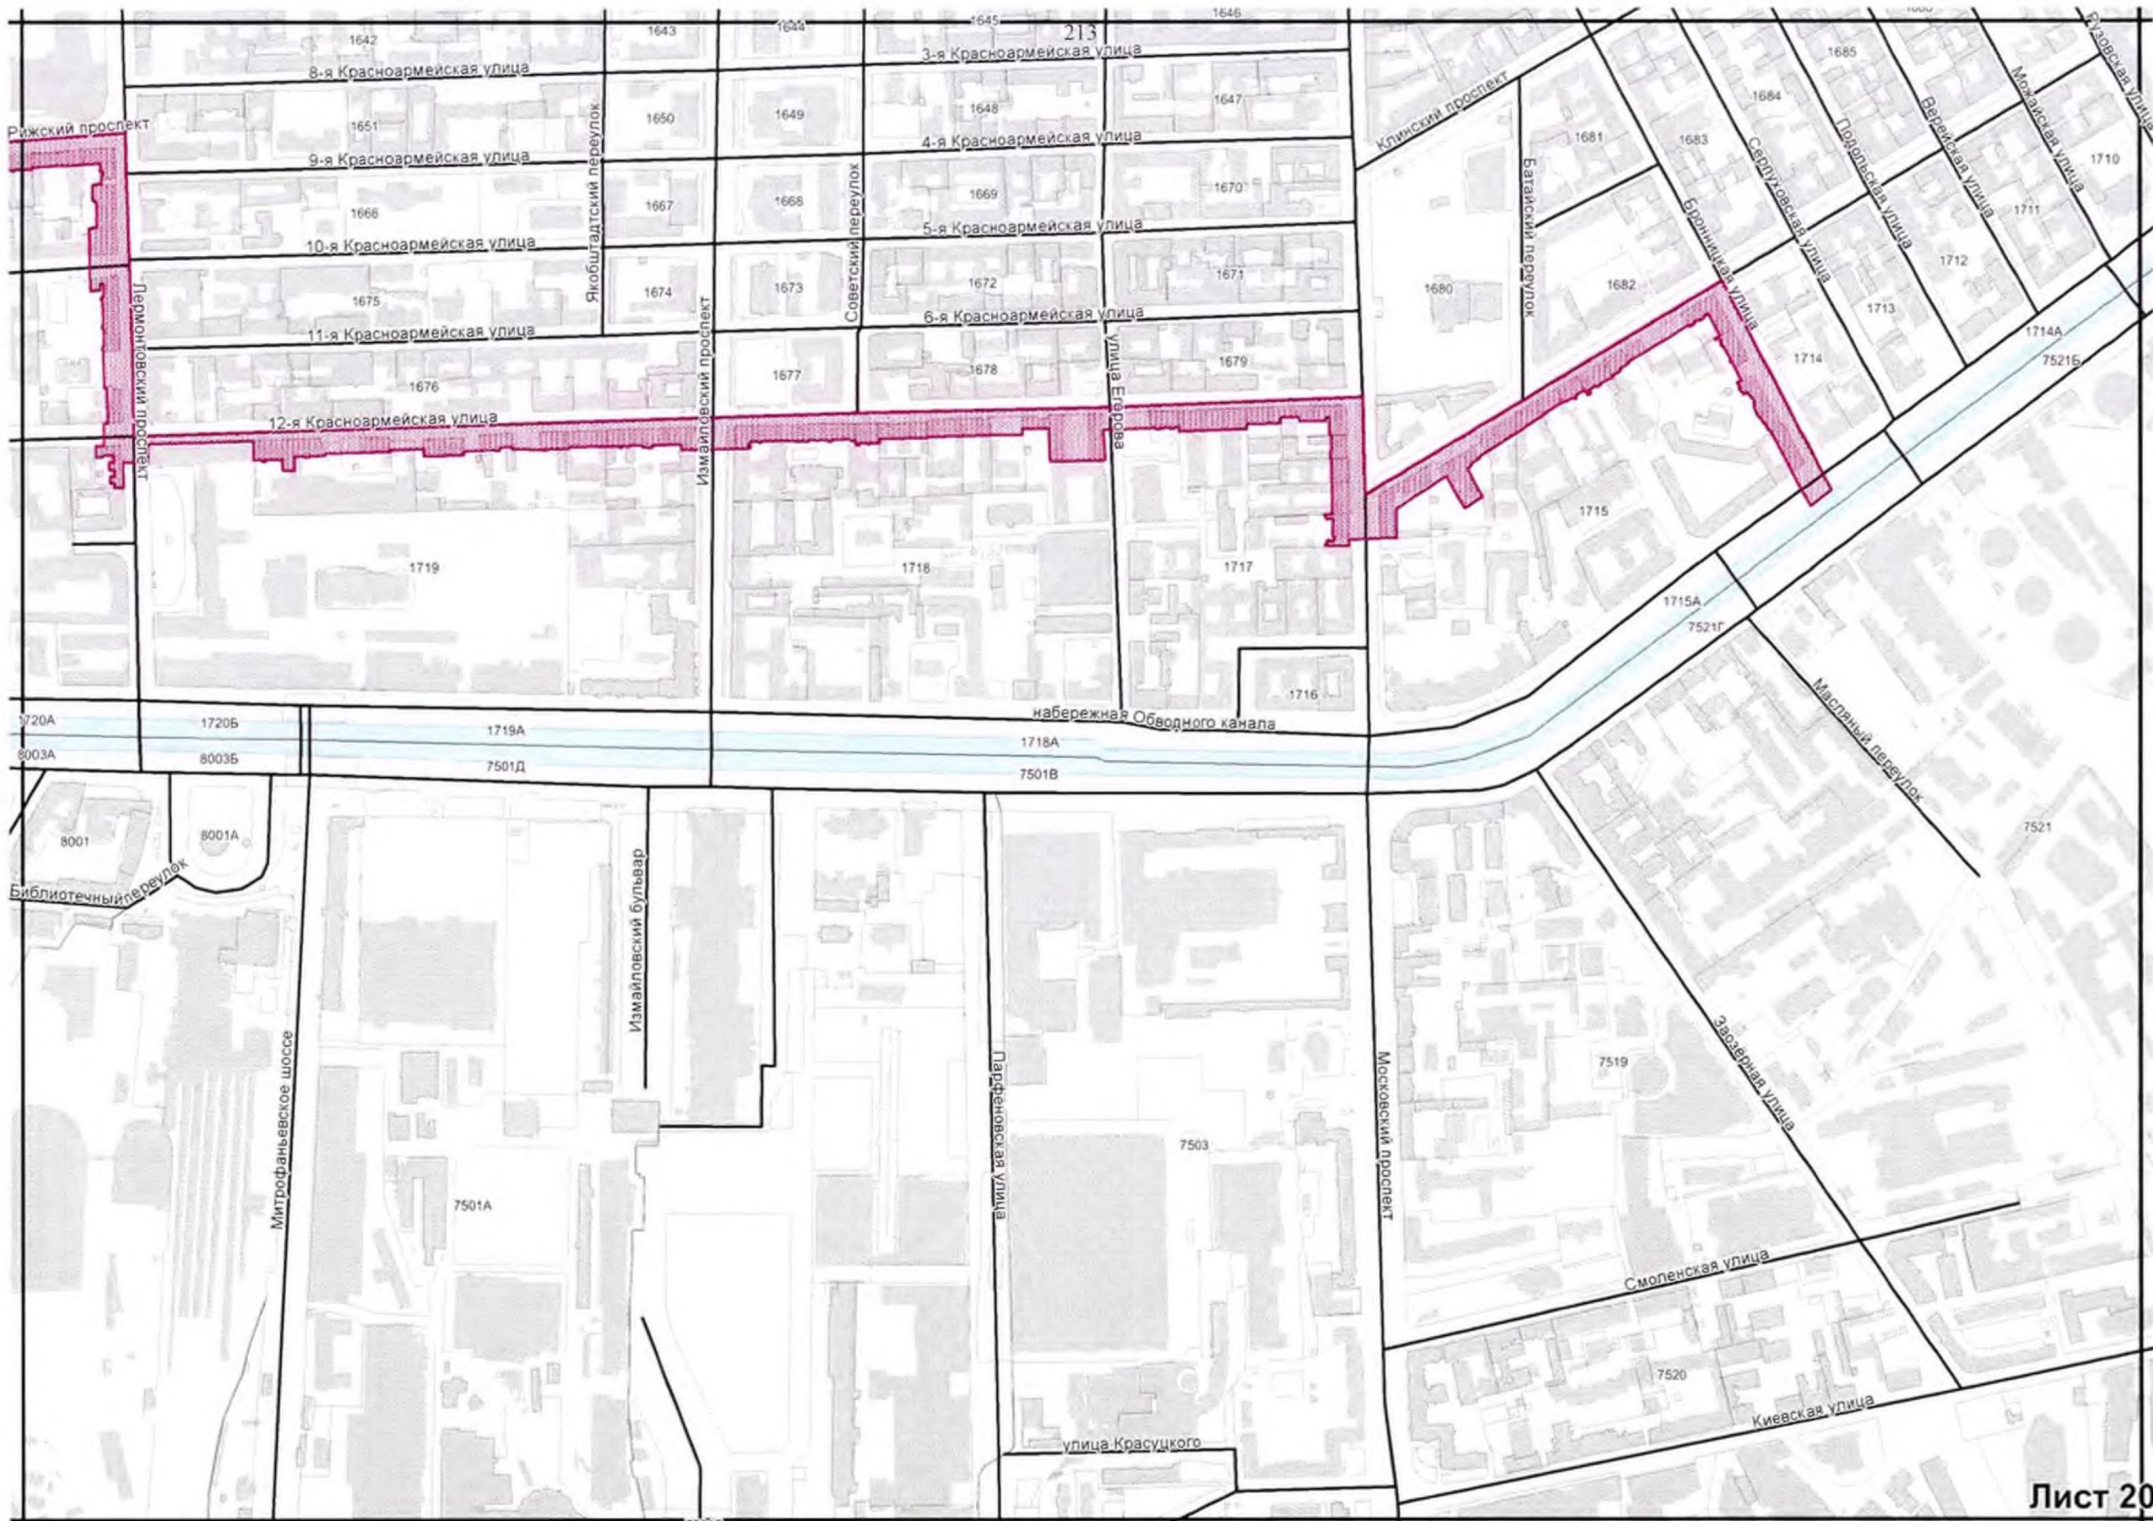 1642
1643
1644
1645
1646
213
8-я Красноармейская улица
3-я Красноармейская улица
1685
Рузовская улица
Можайская улица
Клинский проспект
1651
1650
1649
1648
1647
1684
Верейская улица
Рижский проспект
9-я Красноармейская улица
4-я Красноармейская улица
1681
1683
Подольская улица
1710
Якобштадтский переулок
Советский переулок
Батайский переулок
Серпуховская улица
1666
1667
1668
1669
1670
Бронницкая улица
1711
10-я Красноармейская улица
5-я Красноармейская улица
1712
1675
1674
1673
1672
1671
1680
1682
1713
Лермонтовский проспект
11-я Красноармейская улица
Измайловский проспект
6-я Красноармейская улица
1714А
7521Б
1676
1677
1678
улица Егорова
1679
1714
12-я Красноармейская улица
1715
1719
1718
1717
1715А
7521Г
1716
Масляный переулок
набережная Обводного канала
1720А
1720Б
1719А
1718А
8003А
8003Б
7501Д
7501В
8001
8001А
7521
Библиотечный переулок
Измайловский бульвар
Митрофаньевское шоссе
Парфёновская улица
Московский проспект
Заозёрная улица
7519
7503
7501А
Смоленская улица
7520
Киевская улица
улица Красуцкого
Лист 20